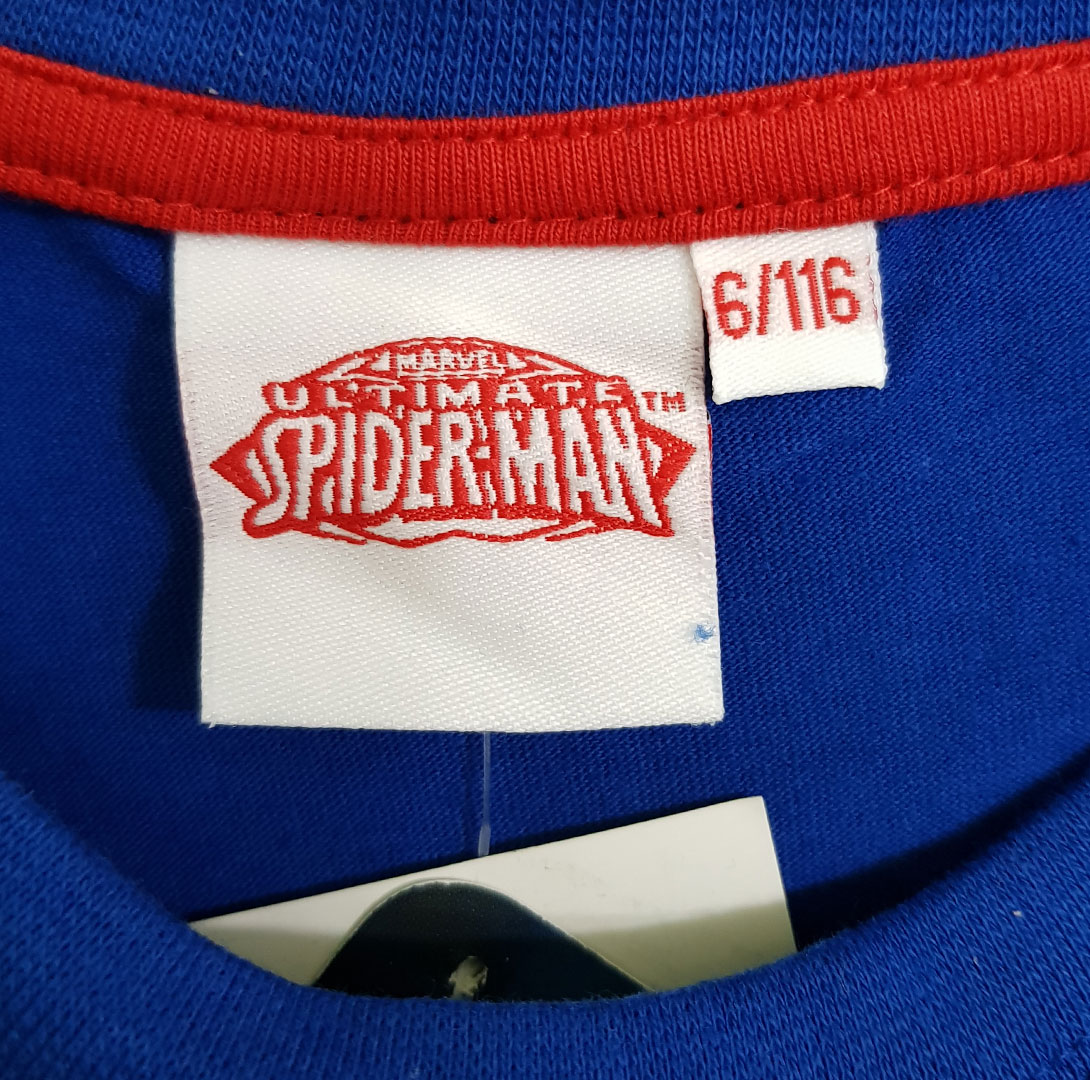 MARVEL
ULTIMATE
SPIDER-MAN™
6/116